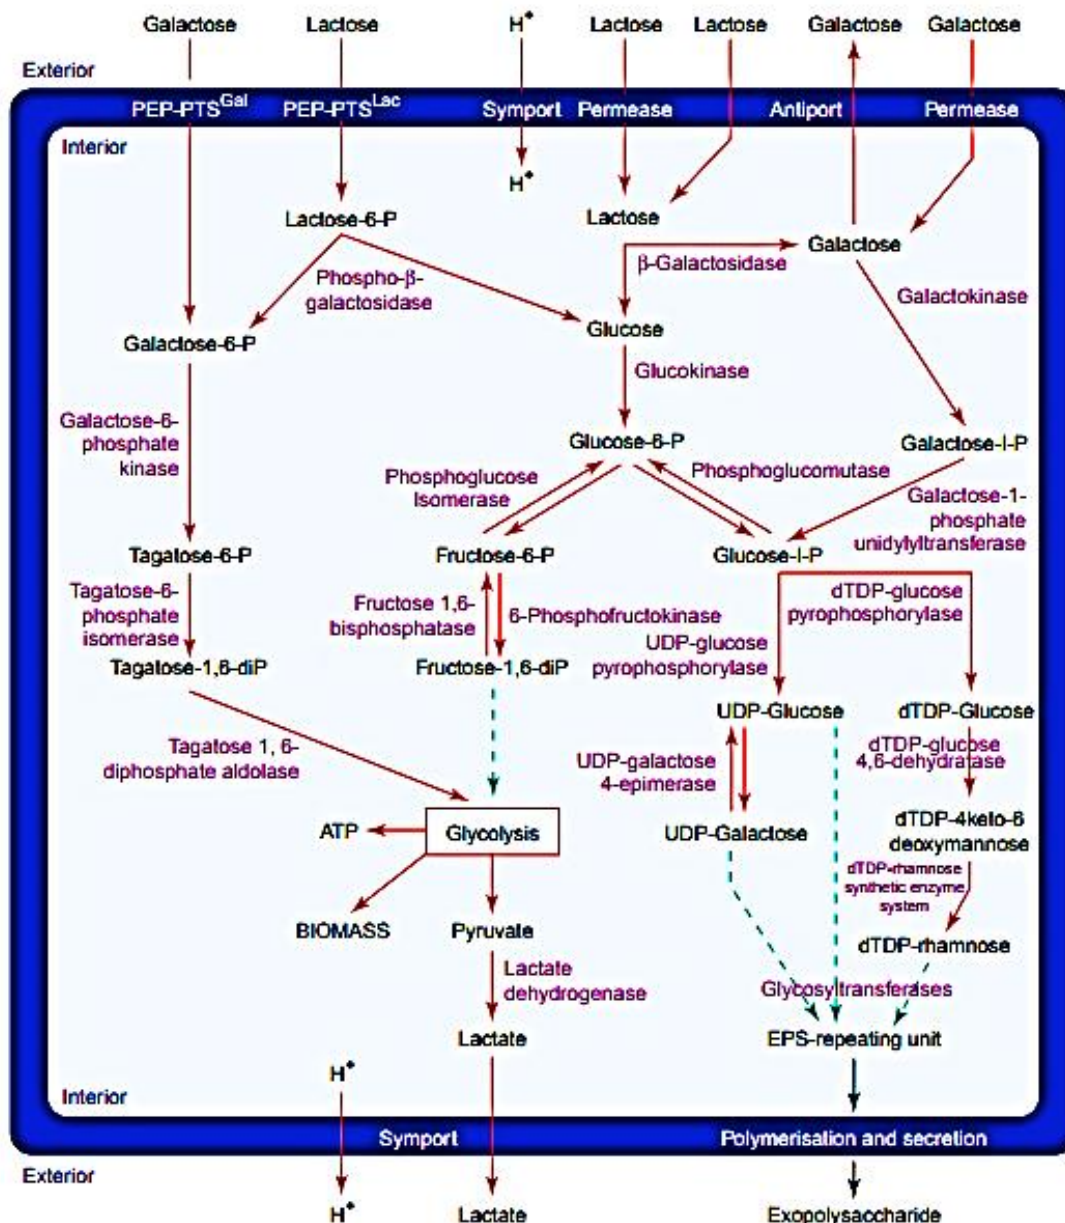 Galactose
Lactose
H⁺
Lactose
Lactose
Galactose
Galactose
Exterior
PEP-PTS^Gal
PEP-PTS^Lac
Symport
Permease
Antiport
Permease
Interior
H⁺
Lactose-6-P
Lactose
Galactose
β-Galactosidase
Phospho-β-
galactosidase
Galactokinase
Galactose-6-P
Glucose
Glucokinase
Galactose-6-
phosphate
kinase
Glucose-6-P
Galactose-I-P
Phosphoglucose
Isomerase
Phosphoglucomutase
Galactose-1-
phosphate
unidylyltransferase
Tagatose-6-P
Fructose-6-P
Glucose-I-P
Tagatose-6-
phosphate
isomerase
Fructose 1,6-
bisphosphatase
6-Phosphofructokinase
UDP-glucose
pyrophosphorylase
dTDP-glucose
pyrophosphorylase
Tagatose-1,6-diP
Fructose-1,6-diP
UDP-Glucose
dTDP-Glucose
Tagatose 1, 6-
diphosphate aldolase
UDP-galactose
4-epimerase
dTDP-glucose
4,6-dehydratase
ATP
Glycolysis
UDP-Galactose
dTDP-4keto-6
deoxymannose
dTDP-rhamnose
synthetic enzyme
system
BIOMASS
Pyruvate
dTDP-rhamnose
Lactate
dehydrogenase
Glycosyltransferases
Lactate
EPS-repeating unit
H⁺
Interior
Symport
Polymerisation and secretion
Exterior
H⁺
Lactate
Exopolysaccharide